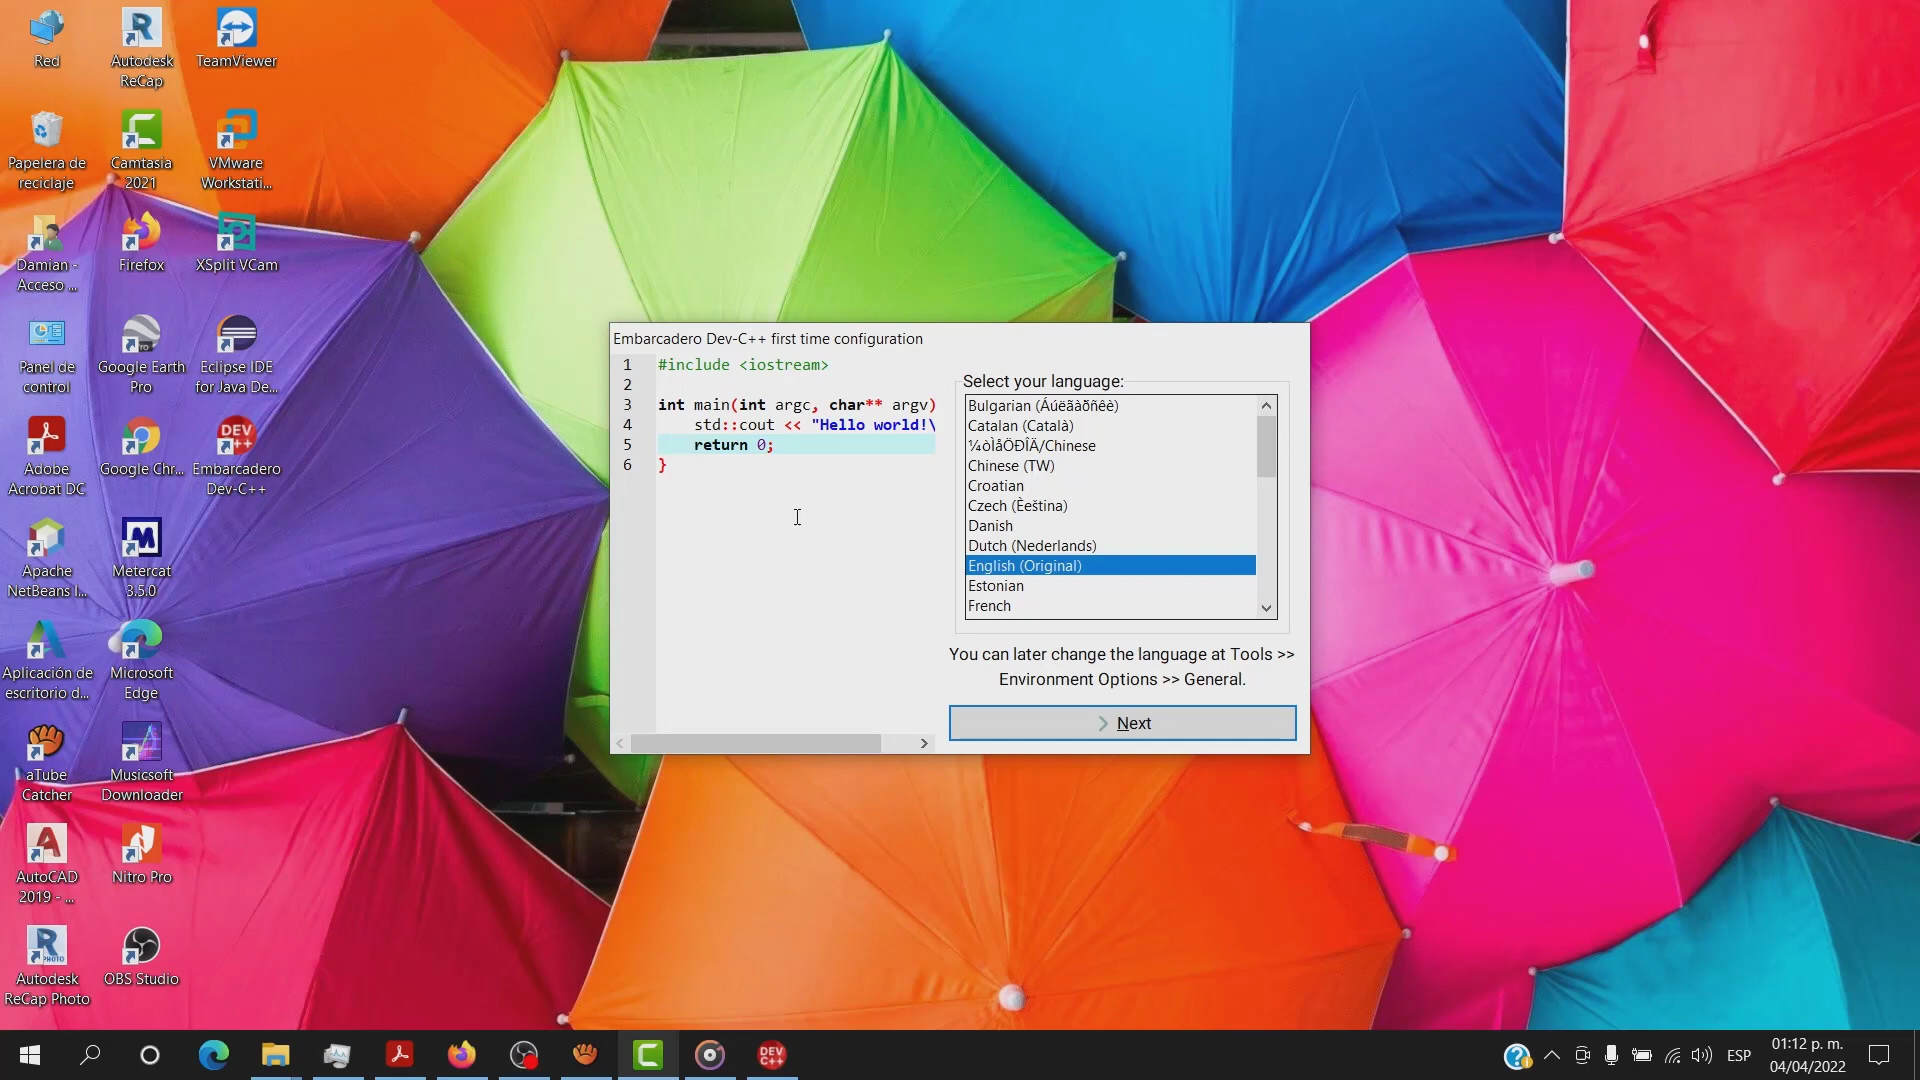 Red
Autodesk
ReCap
TeamViewer
Papelera de
reciclaje
Camtasia
2021
VMware
Workstati...
Damian -
Acceso ...
Firefox
XSplit VCam
Panel de
control
Google Earth
Pro
Eclipse IDE
for Java De...
Adobe
Acrobat DC
Google Chr...
DEV
C++
Embarcadero
Dev-C++
Apache
NetBeans I...
Metercat
3.5.0
Aplicación de
escritorio d...
Microsoft
Edge
aTube
Catcher
Musicsoft
Downloader
AutoCAD
2019 - ...
Nitro Pro
Autodesk
ReCap Photo
OBS Studio
Embarcadero Dev-C++ first time configuration
1 #include <iostream>
2
3 int main(int argc, char** argv)
4 std::cout << "Hello world!\
5 return 0;
6 }
Select your language:
Bulgarian (Áúëãàðñêè)
Catalan (Català)
¼òÌåÖÐÎÄ/Chinese
Chinese (TW)
Croatian
Czech (Èeština)
Danish
Dutch (Nederlands)
English (Original)
Estonian
French
You can later change the language at Tools >>
Environment Options >> General.
Next
DEV
C++
ESP
01:12 p. m.
04/04/2022